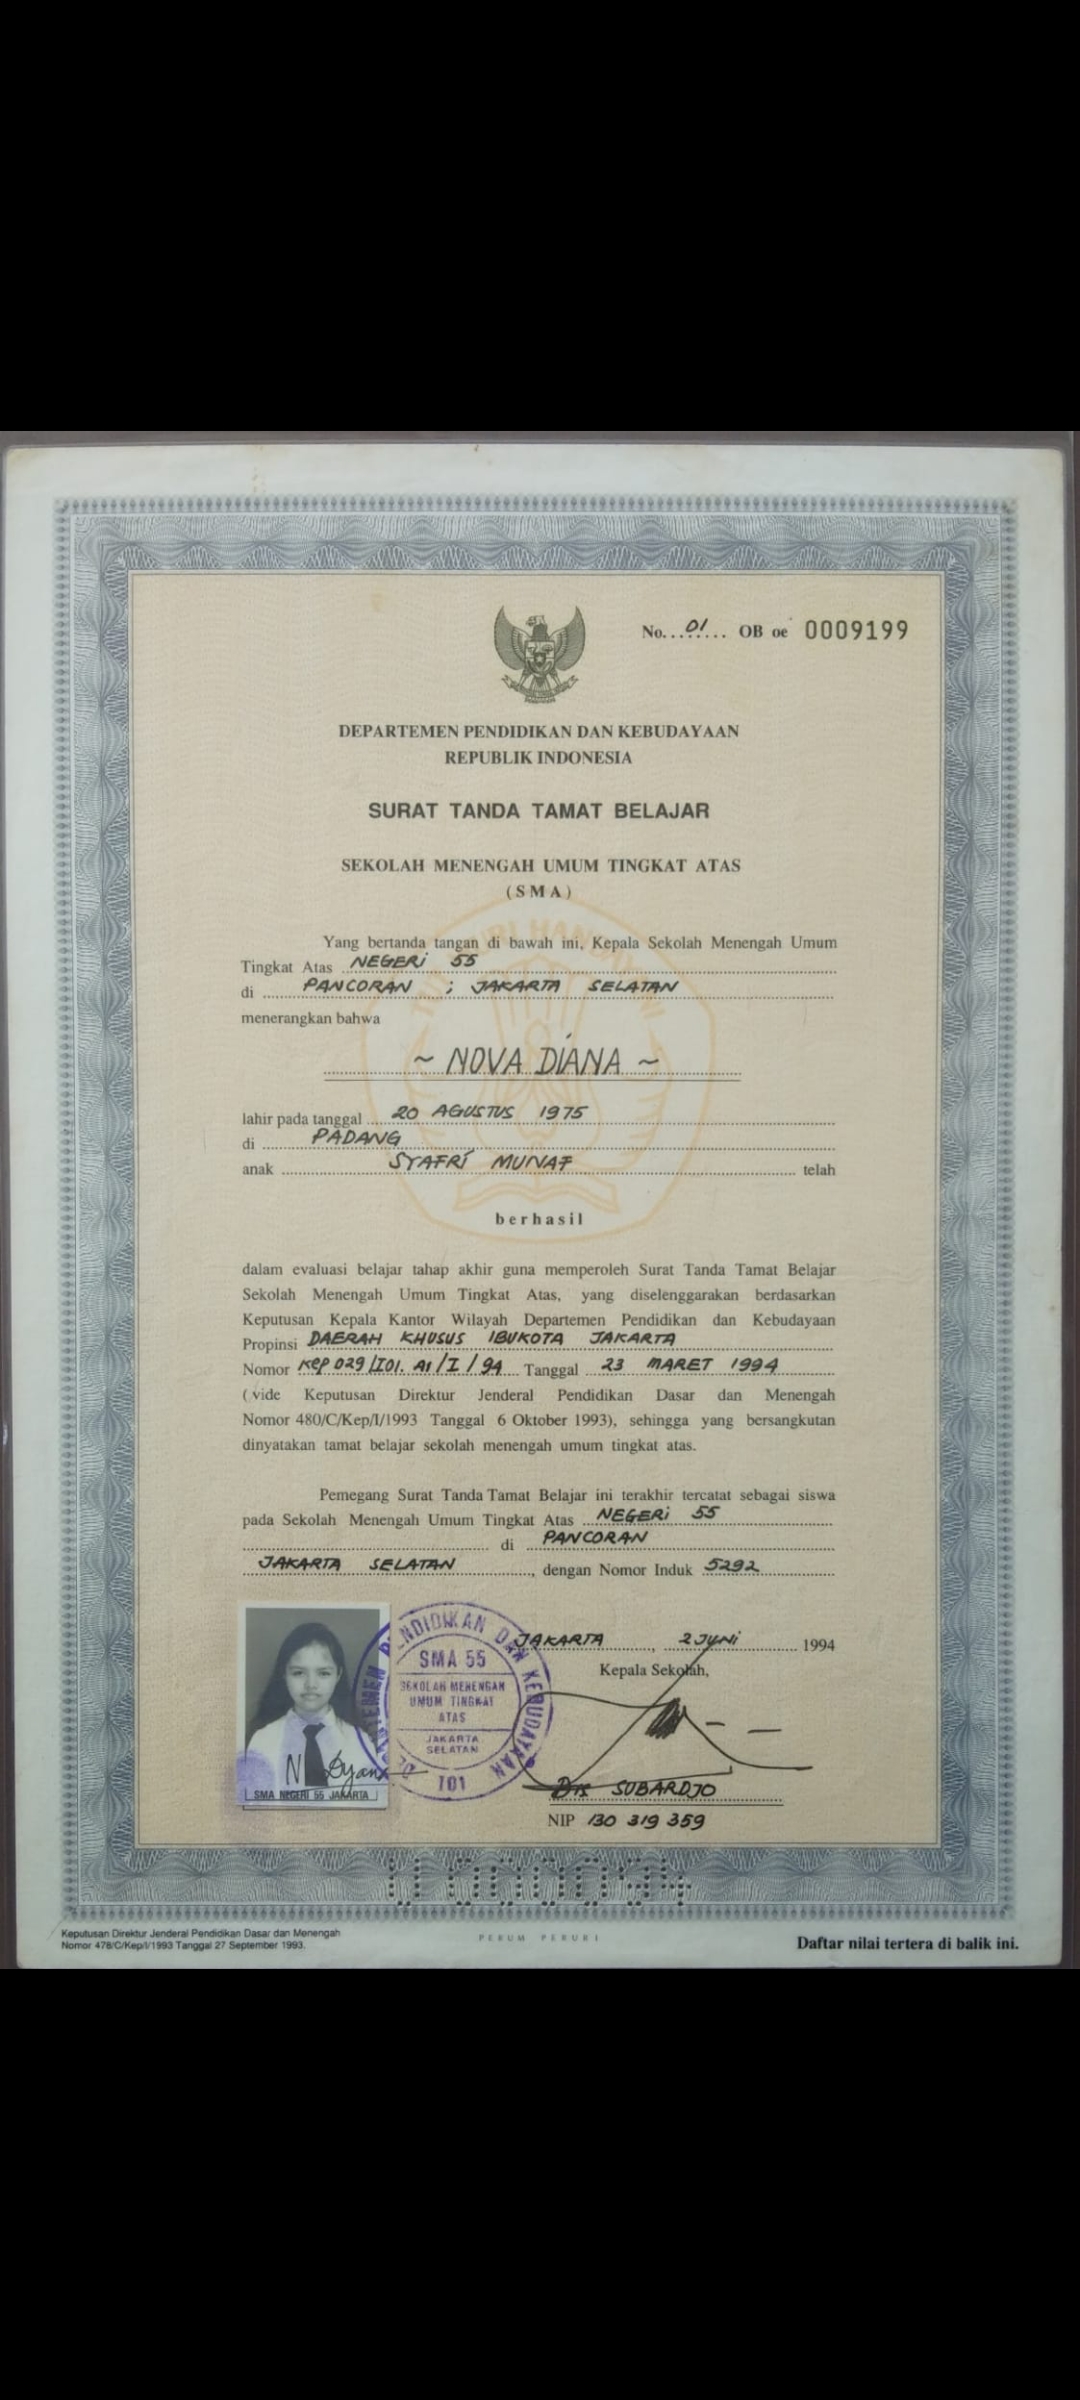 No. 01 OB oe 0009199
DEPARTEMEN PENDIDIKAN DAN KEBUDAYAAN
REPUBLIK INDONESIA
SURAT TANDA TAMAT BELAJAR
SEKOLAH MENENGAH UMUM TINGKAT ATAS
(SMA)
Yang bertanda tangan di bawah ini, Kepala Sekolah Menengah Umum
Tingkat Atas NEGERI 55
di PANCORAN ; JAKARTA SELATAN
menerangkan bahwa
~ NOVA DIANA ~
lahir pada tanggal 20 AGUSTUS 1975
di PADANG
anak SYAFRI MUNAF telah
berhasil
dalam evaluasi belajar tahap akhir guna memperoleh Surat Tanda Tamat Belajar
Sekolah Menengah Umum Tingkat Atas, yang diselenggarakan berdasarkan
Keputusan Kepala Kantor Wilayah Departemen Pendidikan dan Kebudayaan
Propinsi DAERAH KHUSUS IBUKOTA JAKARTA
Nomor Kep 029/I01. A1/I/94 Tanggal 23 MARET 1994
( vide Keputusan Direktur Jenderal Pendidikan Dasar dan Menengah
Nomor 480/C/Kep/I/1993 Tanggal 6 Oktober 1993), sehingga yang bersangkutan
dinyatakan tamat belajar sekolah menengah umum tingkat atas.
Pemegang Surat Tanda Tamat Belajar ini terakhir tercatat sebagai siswa
pada Sekolah Menengah Umum Tingkat Atas NEGERI 55
di PANCORAN
JAKARTA SELATAN, dengan Nomor Induk 5292
JAKARTA, 2 JUNI 1994
Kepala Sekolah,
DEPARTEMEN PENDIDIKAN DAN KEBUDAYAAN
SMA 55
SEKOLAH MENENGAH
UMUM TINGKAT
ATAS
JAKARTA
SELATAN
101
N Dyana
SMA NEGERI 55 JAKARTA
Drs SUBARDJO
NIP 130 319 359
Keputusan Direktur Jenderal Pendidikan Dasar dan Menengah
Nomor 478/C/Kep/I/1993 Tanggal 27 September 1993.
PERUM PERURI
Daftar nilai tertera di balik ini.